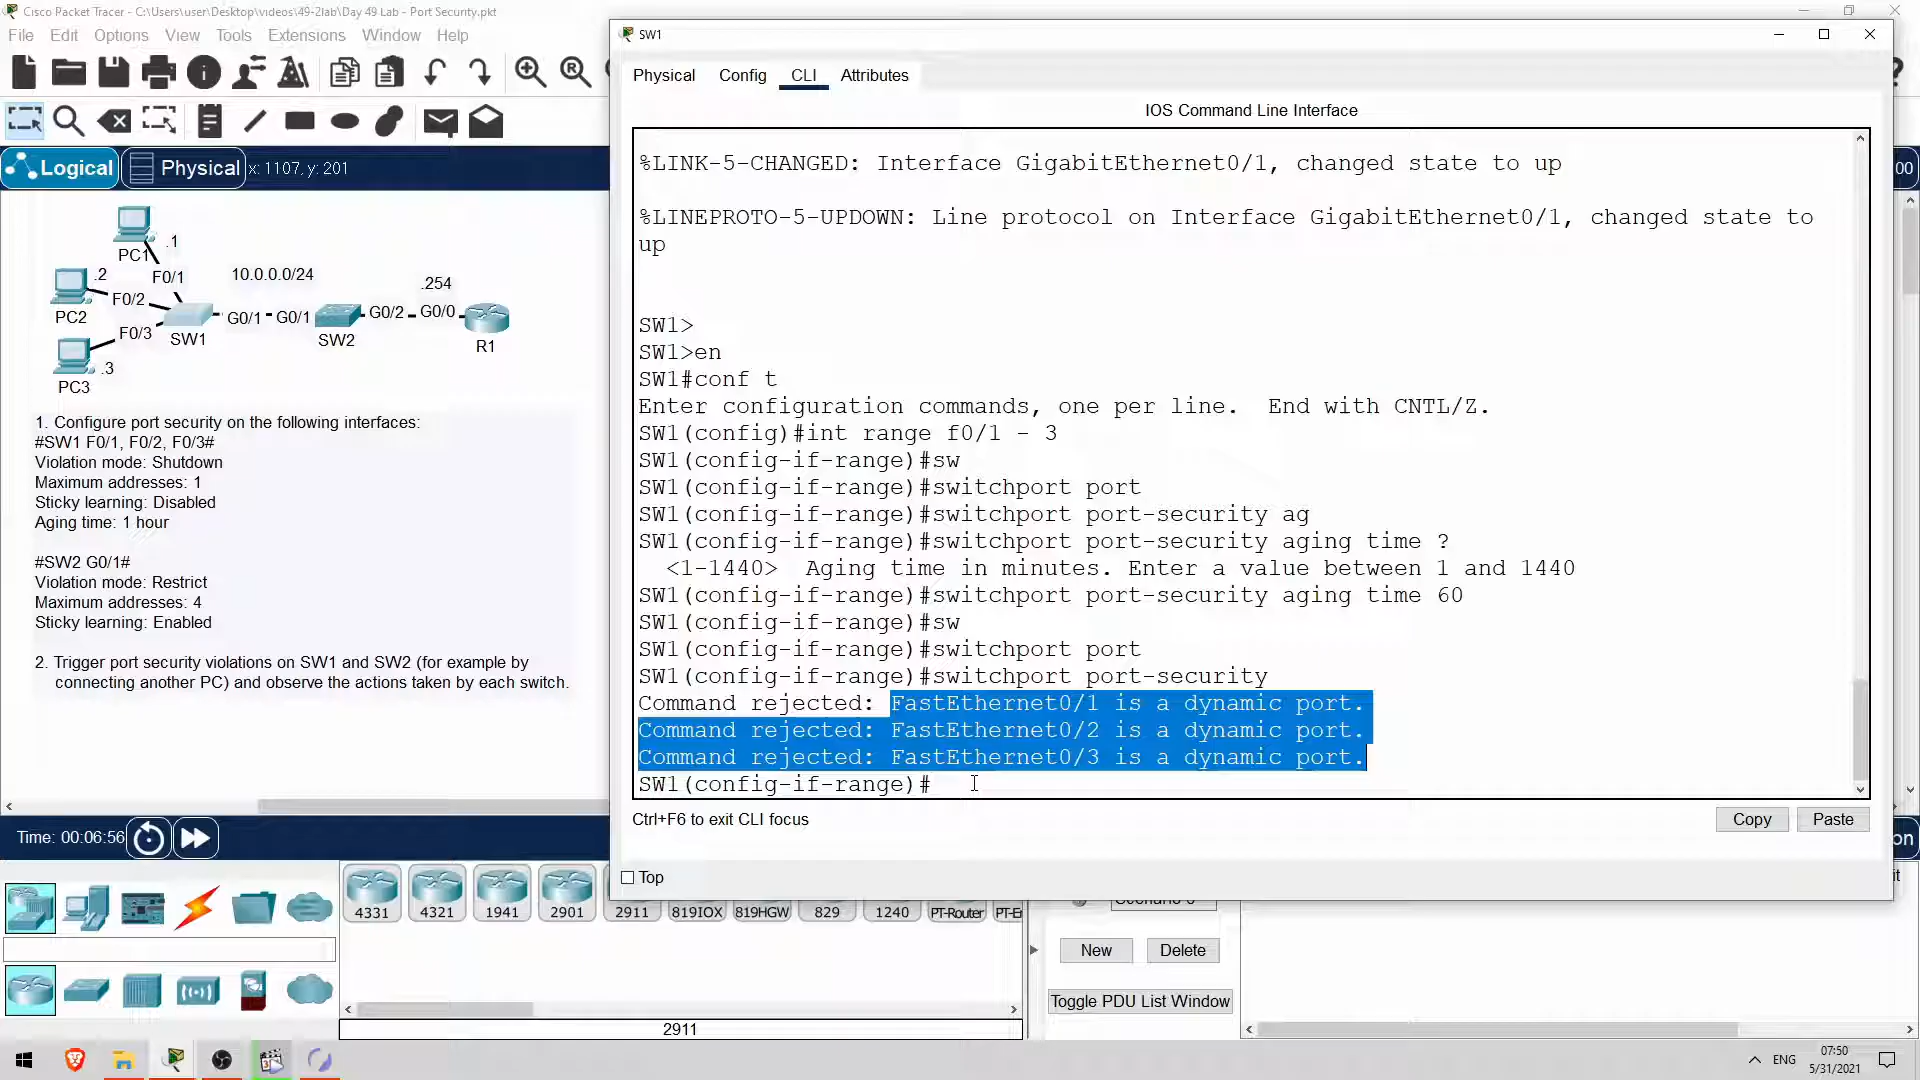 Cisco Packet Tracer - C:\Users\user\Desktop\videos\49-2lab\Day 49 Lab - Port Security.pkt
File Edit Options View Tools Extensions Window Help
Logical Physical x: 1107, y: 201
PC1 .1
F0/1
.2 F0/2
PC2
F0/3
PC3 .3
10.0.0.0/24
SW1 G0/1 G0/1 SW2
.254
G0/2 G0/0
R1
1. Configure port security on the following interfaces:
#SW1 F0/1, F0/2, F0/3#
Violation mode: Shutdown
Maximum addresses: 1
Sticky learning: Disabled
Aging time: 1 hour
#SW2 G0/1#
Violation mode: Restrict
Maximum addresses: 4
Sticky learning: Enabled
2. Trigger port security violations on SW1 and SW2 (for example by
connecting another PC) and observe the actions taken by each switch.
SW1
Physical Config CLI Attributes
IOS Command Line Interface
%LINK-5-CHANGED: Interface GigabitEthernet0/1, changed state to up
%LINEPROTO-5-UPDOWN: Line protocol on Interface GigabitEthernet0/1, changed state to
up
SW1>
SW1>en
SW1#conf t
Enter configuration commands, one per line.  End with CNTL/Z.
SW1(config)#int range f0/1 - 3
SW1(config-if-range)#sw
SW1(config-if-range)#switchport port
SW1(config-if-range)#switchport port-security ag
SW1(config-if-range)#switchport port-security aging time ?
<1-1440>  Aging time in minutes. Enter a value between 1 and 1440
SW1(config-if-range)#switchport port-security aging time 60
SW1(config-if-range)#sw
SW1(config-if-range)#switchport port
SW1(config-if-range)#switchport port-security
Command rejected: FastEthernet0/1 is a dynamic port.
Command rejected: FastEthernet0/2 is a dynamic port.
Command rejected: FastEthernet0/3 is a dynamic port.
SW1(config-if-range)#
Ctrl+F6 to exit CLI focus
Copy Paste
Top
Time: 00:06:56
4331 4321 1941 2901 2911 819IOX 819HGW 829 1240 PT-Router
New Delete
Toggle PDU List Window
2911
ENG
07:50
5/31/2021